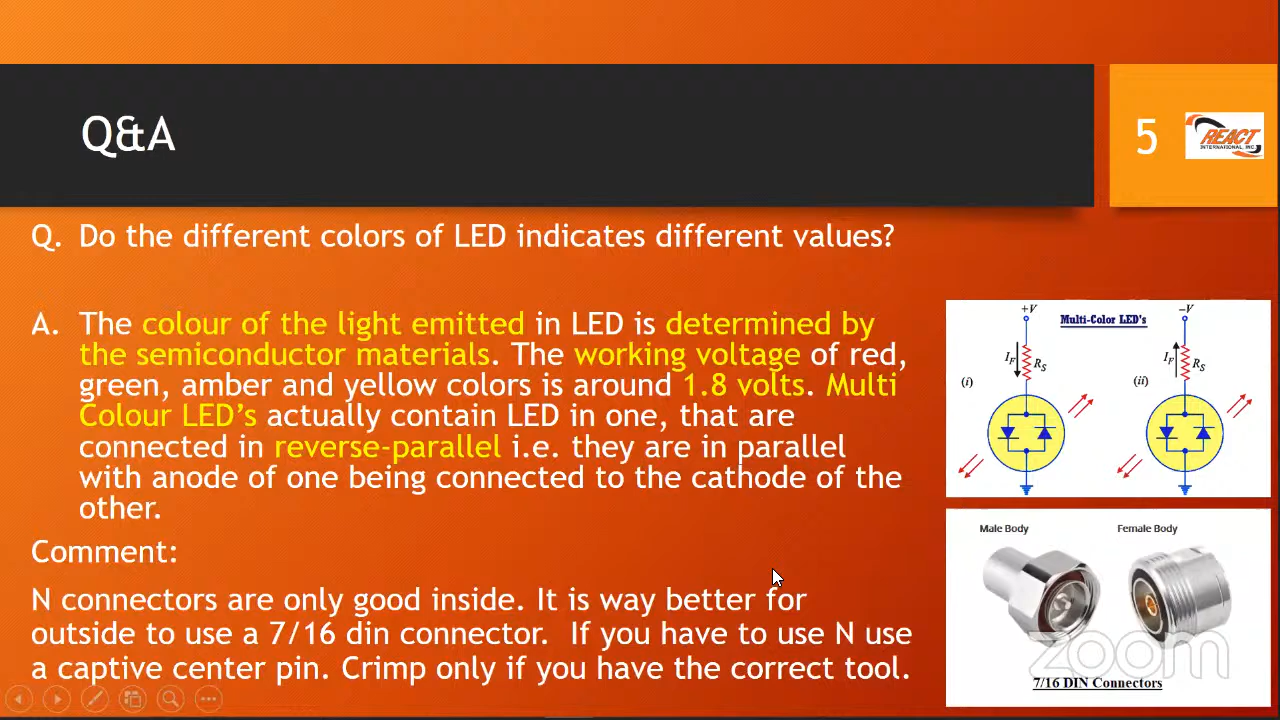 Q&A
5
REACT
INTERNATIONAL, INC.
Q. Do the different colors of LED indicates different values?
A. The colour of the light emitted in LED is determined by
the semiconductor materials. The working voltage of red,
green, amber and yellow colors is around 1.8 volts. Multi
Colour LED’s actually contain LED in one, that are
connected in reverse-parallel i.e. they are in parallel
with anode of one being connected to the cathode of the
other.
Comment:
N connectors are only good inside. It is way better for
outside to use a 7/16 din connector. If you have to use N use
a captive center pin. Crimp only if you have the correct tool.
+V Multi-Color LED's −V
IF RS IF RS
(i) (ii)
Male Body Female Body
zoom
7/16 DIN Connectors